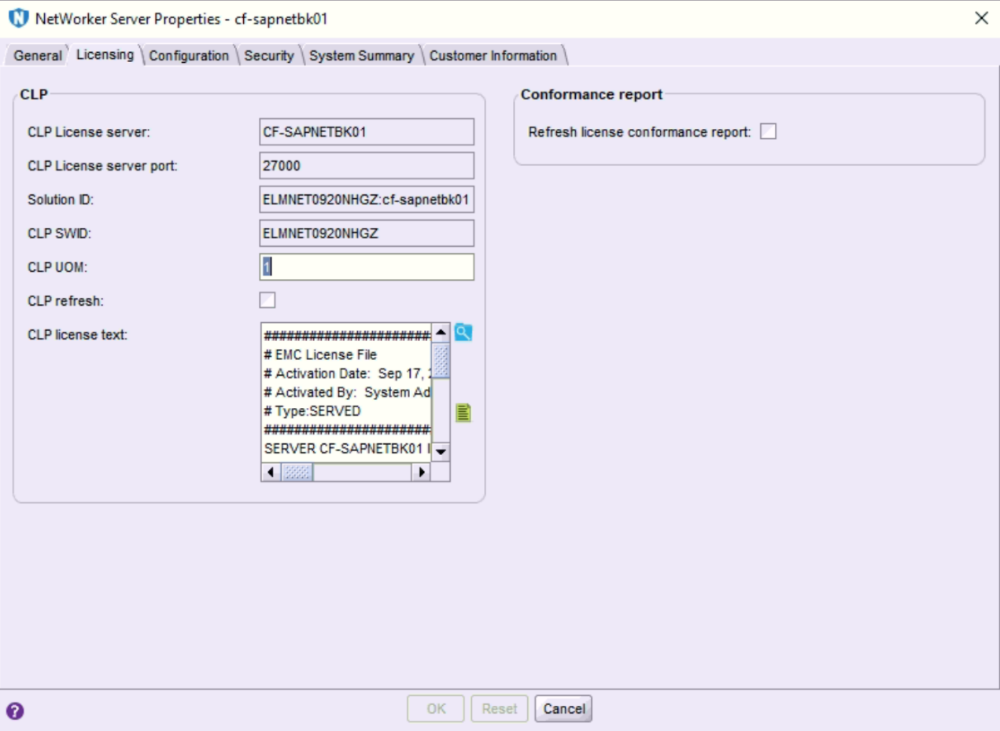 NetWorker Server Properties - cf-sapnetbk01
General Licensing Configuration Security System Summary Customer Information
CLP
CLP License server: CF-SAPNETBK01
CLP License server port: 27000
Solution ID: ELMNET0920NHGZ:cf-sapnetbk01
CLP SWID: ELMNET0920NHGZ
CLP UOM: 1
CLP refresh:
CLP license text:
######################
# EMC License File
# Activation Date: Sep 17,
# Activated By: System Ad
# Type:SERVED
######################
SERVER CF-SAPNETBK01
Conformance report
Refresh license conformance report:
OK Reset Cancel